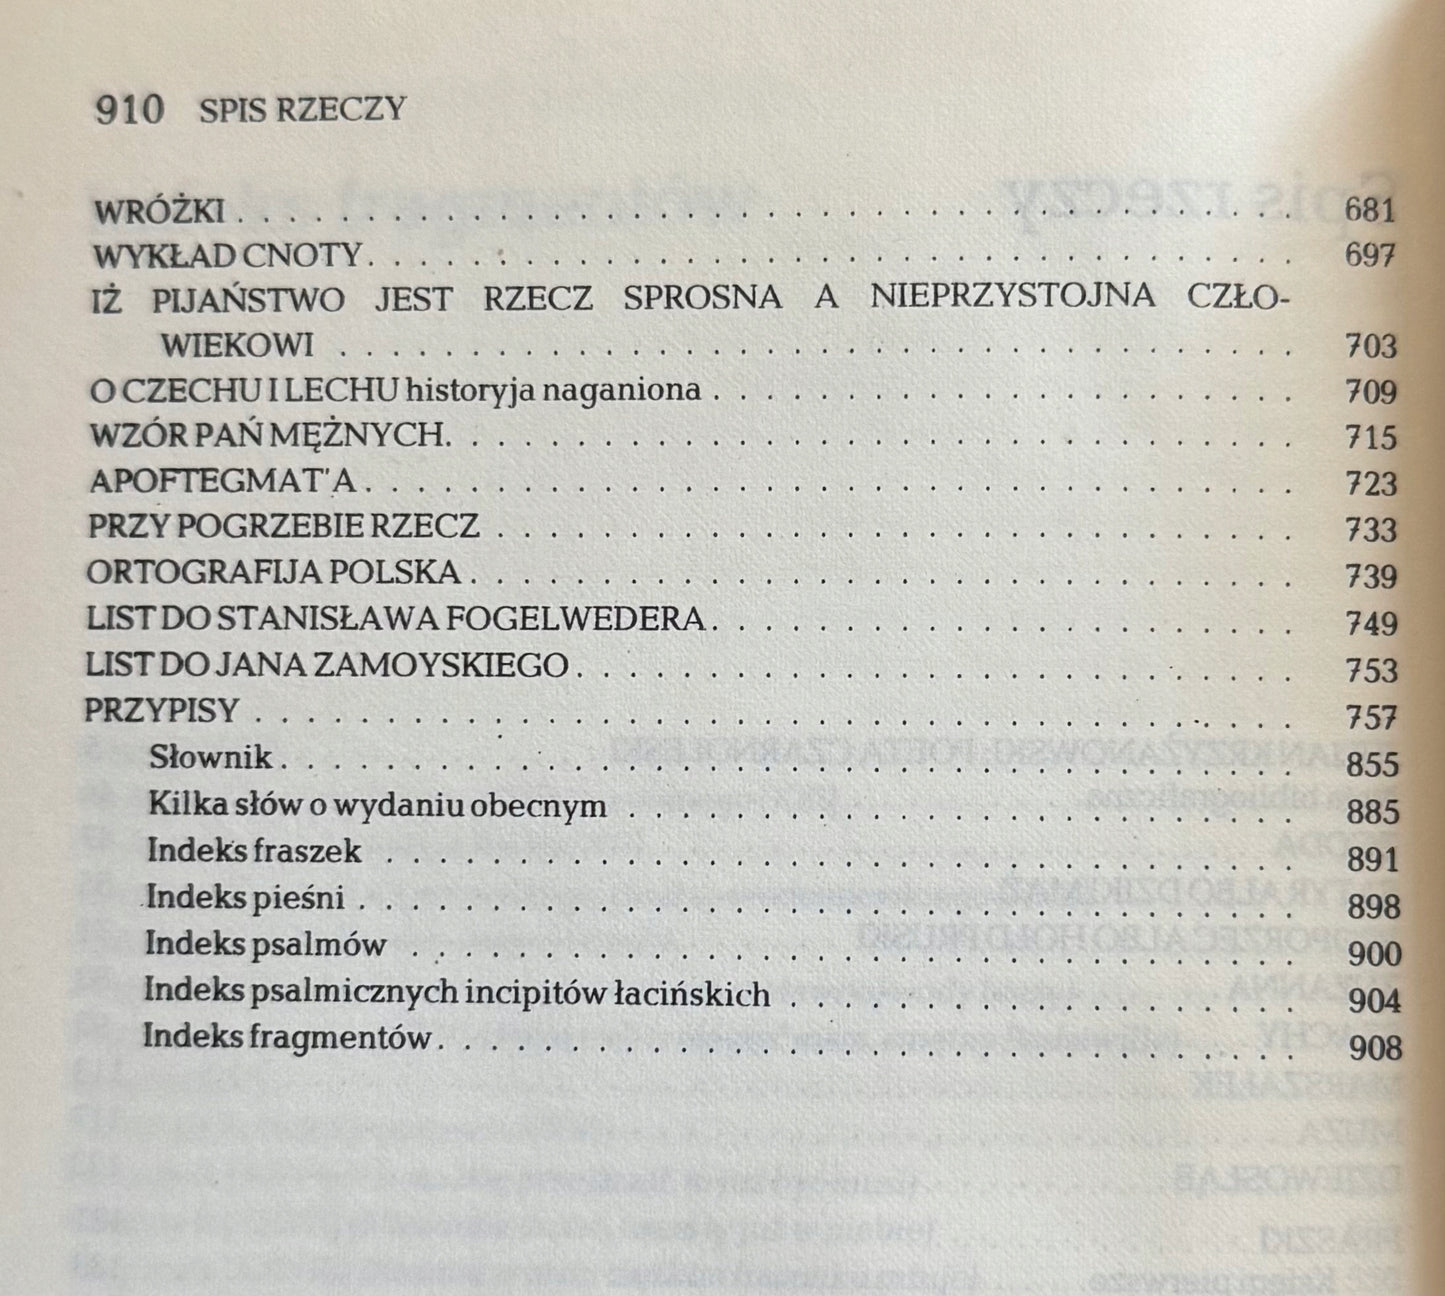 910 SPIS RZECZY
WRÓŻKI . . . . . . . . . . . . . . . . . . . . 681
WYKŁAD CNOTY. . . . . . . . . . . . . . . . . . . . 697
IŻ PIJAŃSTWO JEST RZECZ SPROSNA A NIEPRZYSTOJNA CZŁO-
WIEKOWI . . . . . . . . . . . . . . . . . . . . 703
O CZECHU I LECHU historyja naganiona . . . . . . . . . . . . . . . . . . . . 709
WZÓR PAŃ MĘŻNYCH. . . . . . . . . . . . . . . . . . . . 715
APOFTEGMAT'A . . . . . . . . . . . . . . . . . . . . 723
PRZY POGRZEBIE RZECZ . . . . . . . . . . . . . . . . . . . . 733
ORTOGRAFIJA POLSKA . . . . . . . . . . . . . . . . . . . . 739
LIST DO STANISŁAWA FOGELWEDERA. . . . . . . . . . . . . . . . . . . . 749
LIST DO JANA ZAMOYSKIEGO . . . . . . . . . . . . . . . . . . . . 753
PRZYPISY . . . . . . . . . . . . . . . . . . . . 757
Słownik . . . . . . . . . . . . . . . . . . . . 855
Kilka słów o wydaniu obecnym . . . . . . . . . . . . . . . . . . . . 885
Indeks fraszek . . . . . . . . . . . . . . . . . . . . 891
Indeks pieśni . . . . . . . . . . . . . . . . . . . . 898
Indeks psalmów . . . . . . . . . . . . . . . . . . . . 900
Indeks psalmicznych incipitów łacińskich . . . . . . . . . . . . . . . . . . . . 904
Indeks fragmentów. . . . . . . . . . . . . . . . . . . . 908